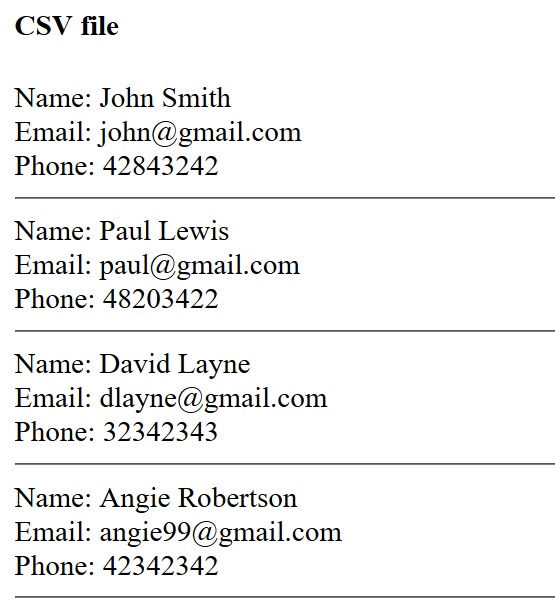 CSV file
Name: John Smith
Email: john@gmail.com
Phone: 42843242
Name: Paul Lewis
Email: paul@gmail.com
Phone: 48203422
Name: David Layne
Email: dlayne@gmail.com
Phone: 32342343
Name: Angie Robertson
Email: angie99@gmail.com
Phone: 42342342